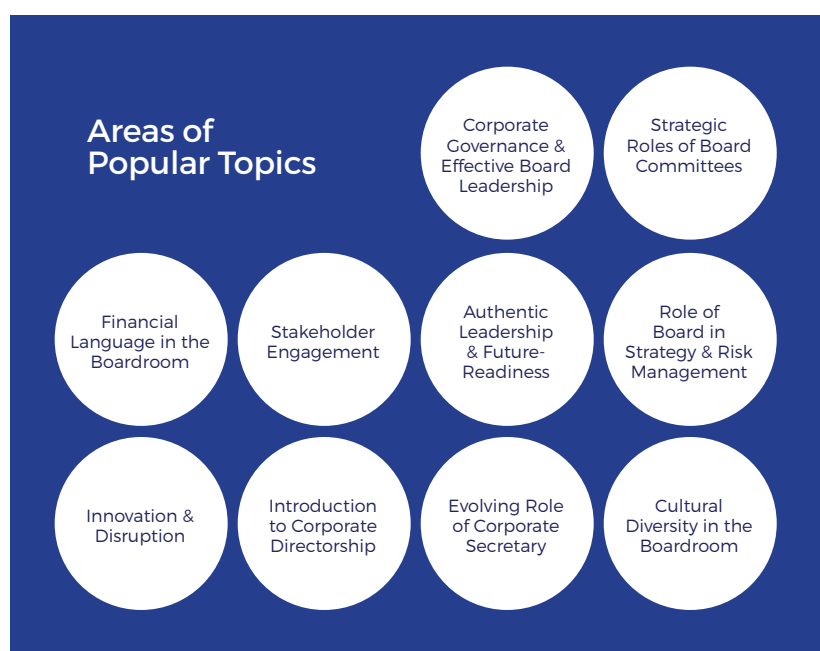 Areas of
Popular Topics
Corporate
Governance &
Effective Board
Leadership
Strategic
Roles of Board
Committees
Financial
Language in the
Boardroom
Stakeholder
Engagement
Authentic
Leadership
& Future-
Readiness
Role of
Board in
Strategy & Risk
Management
Innovation &
Disruption
Introduction
to Corporate
Directorship
Evolving Role
of Corporate
Secretary
Cultural
Diversity in the
Boardroom